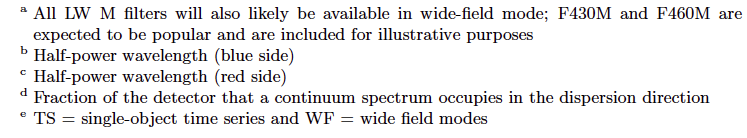 a All LW M filters will also likely be available in wide-field mode; F430M and F460M are
expected to be popular and are included for illustrative purposes
b Half-power wavelength (blue side)
c Half-power wavelength (red side)
d Fraction of the detector that a continuum spectrum occupies in the dispersion direction
e TS = single-object time series and WF = wide field modes